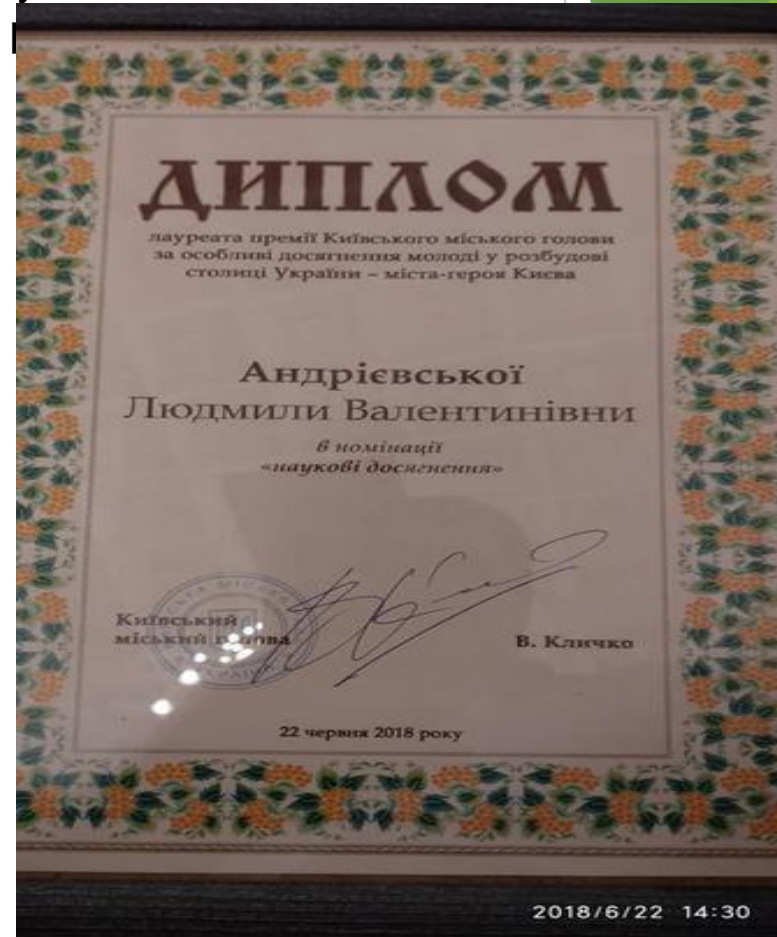 ДИПЛОМ
лауреата премії Київського міського голови
за особливі досягнення молоді у розбудові
столиці України – міста-героя Києва
Андрієвської
Людмили Валентинівни
в номінації
«наукові досягнення»
Київський
міський голова
В. Кличко
22 червня 2018 року
2018/6/22 14:30